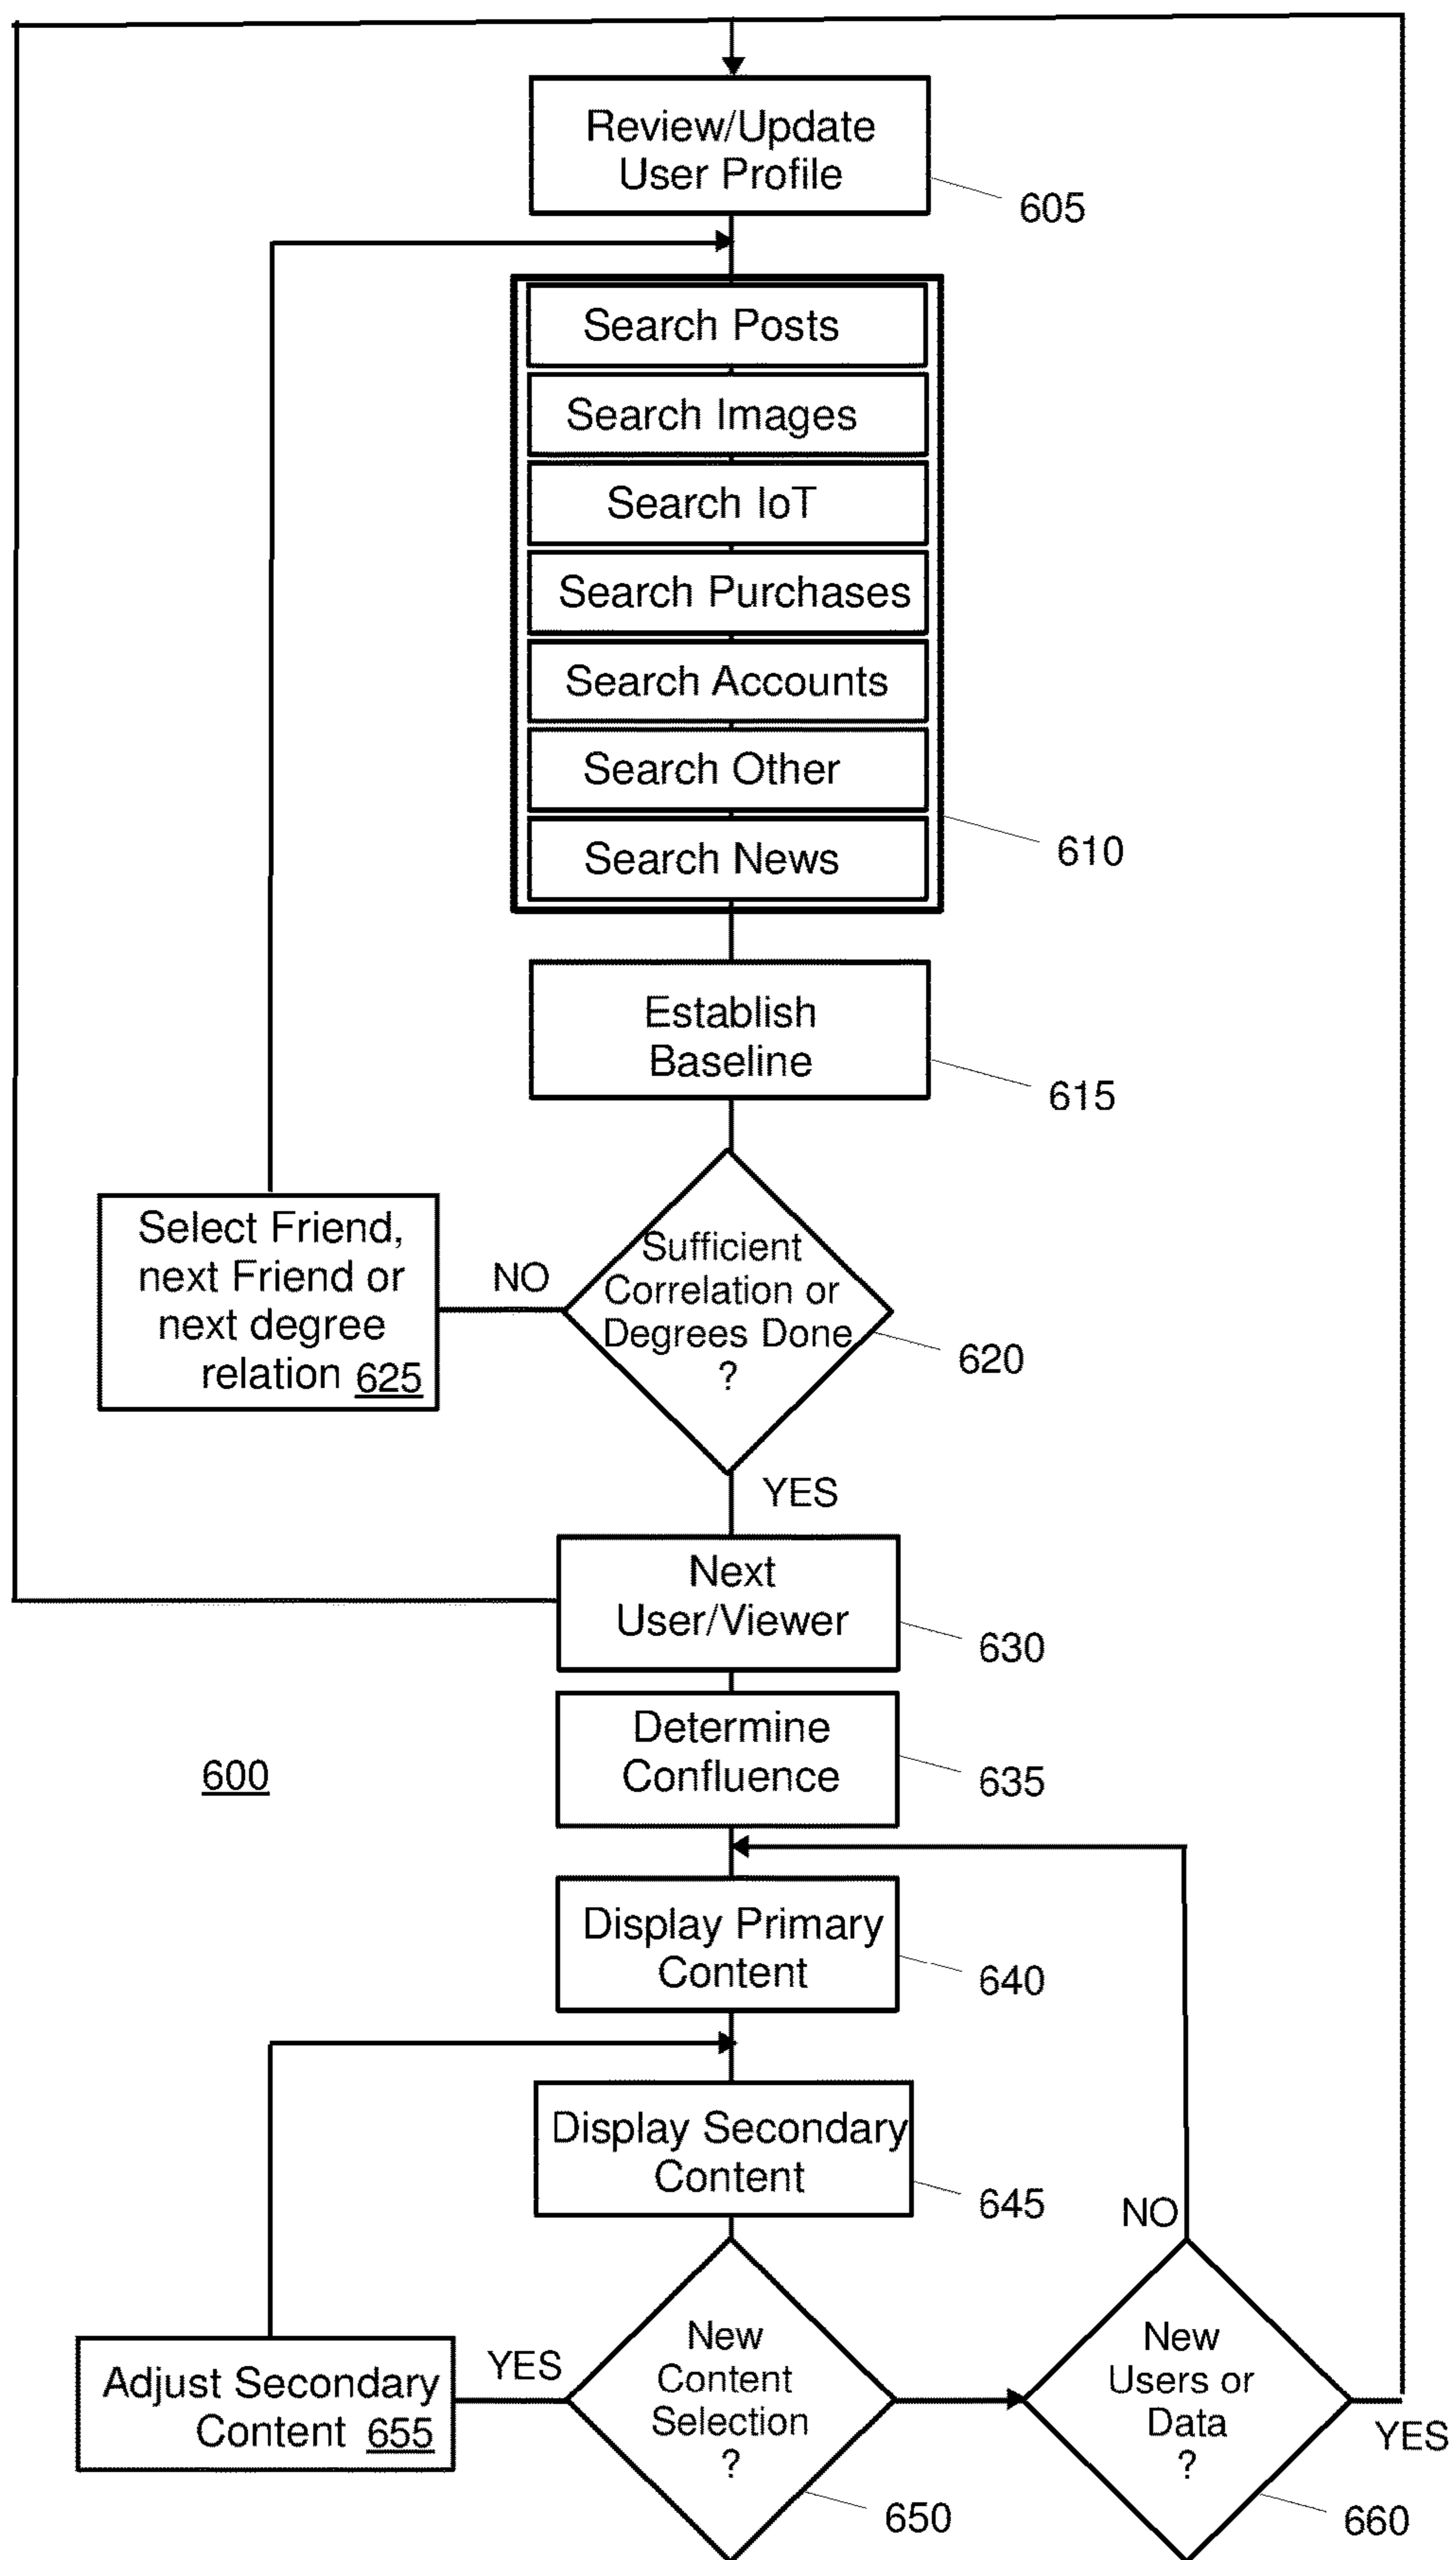 Review/Update
User Profile
605
Search Posts
Search Images
Search IoT
Search Purchases
Search Accounts
Search Other
Search News
610
Establish
Baseline
615
Select Friend,
next Friend or
next degree
relation 625
NO
Sufficient
Correlation or
Degrees Done
?
620
YES
Next
User/Viewer
630
Determine
Confluence
635
600
Display Primary
Content
640
Display Secondary
Content
645
NO
Adjust Secondary
Content 655
YES
New
Content
Selection
?
650
New
Users or
Data
?
YES
660